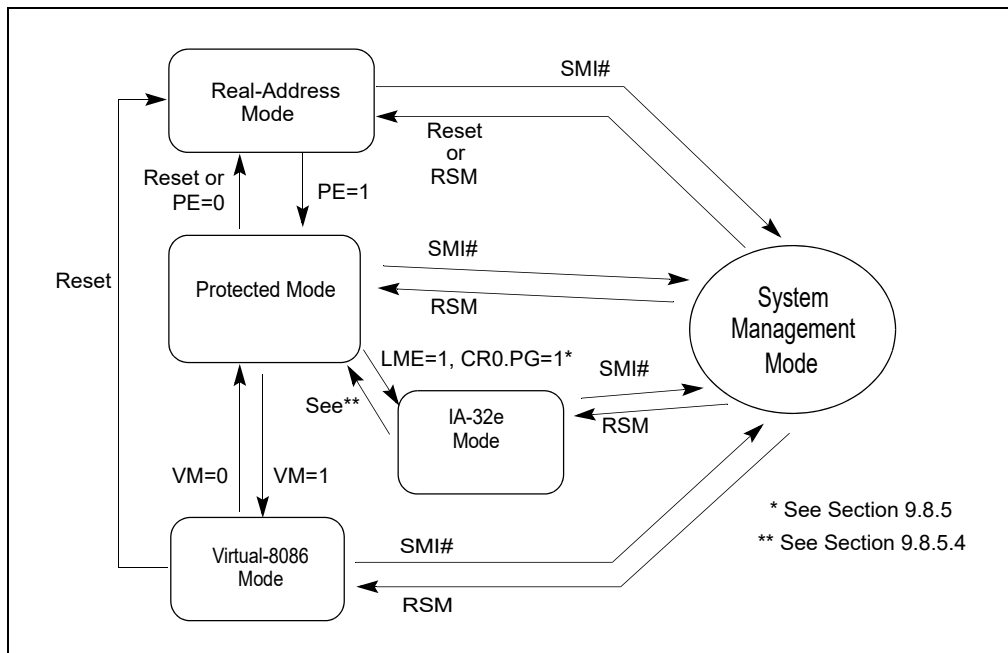 Real-Address
Mode
SMI#
Reset
or
RSM
Reset or
PE=0
PE=1
Reset
Protected Mode
SMI#
RSM
System
Management
Mode
LME=1, CR0.PG=1*
See**
IA-32e
Mode
SMI#
RSM
VM=0
VM=1
Virtual-8086
Mode
SMI#
RSM
* See Section 9.8.5
** See Section 9.8.5.4